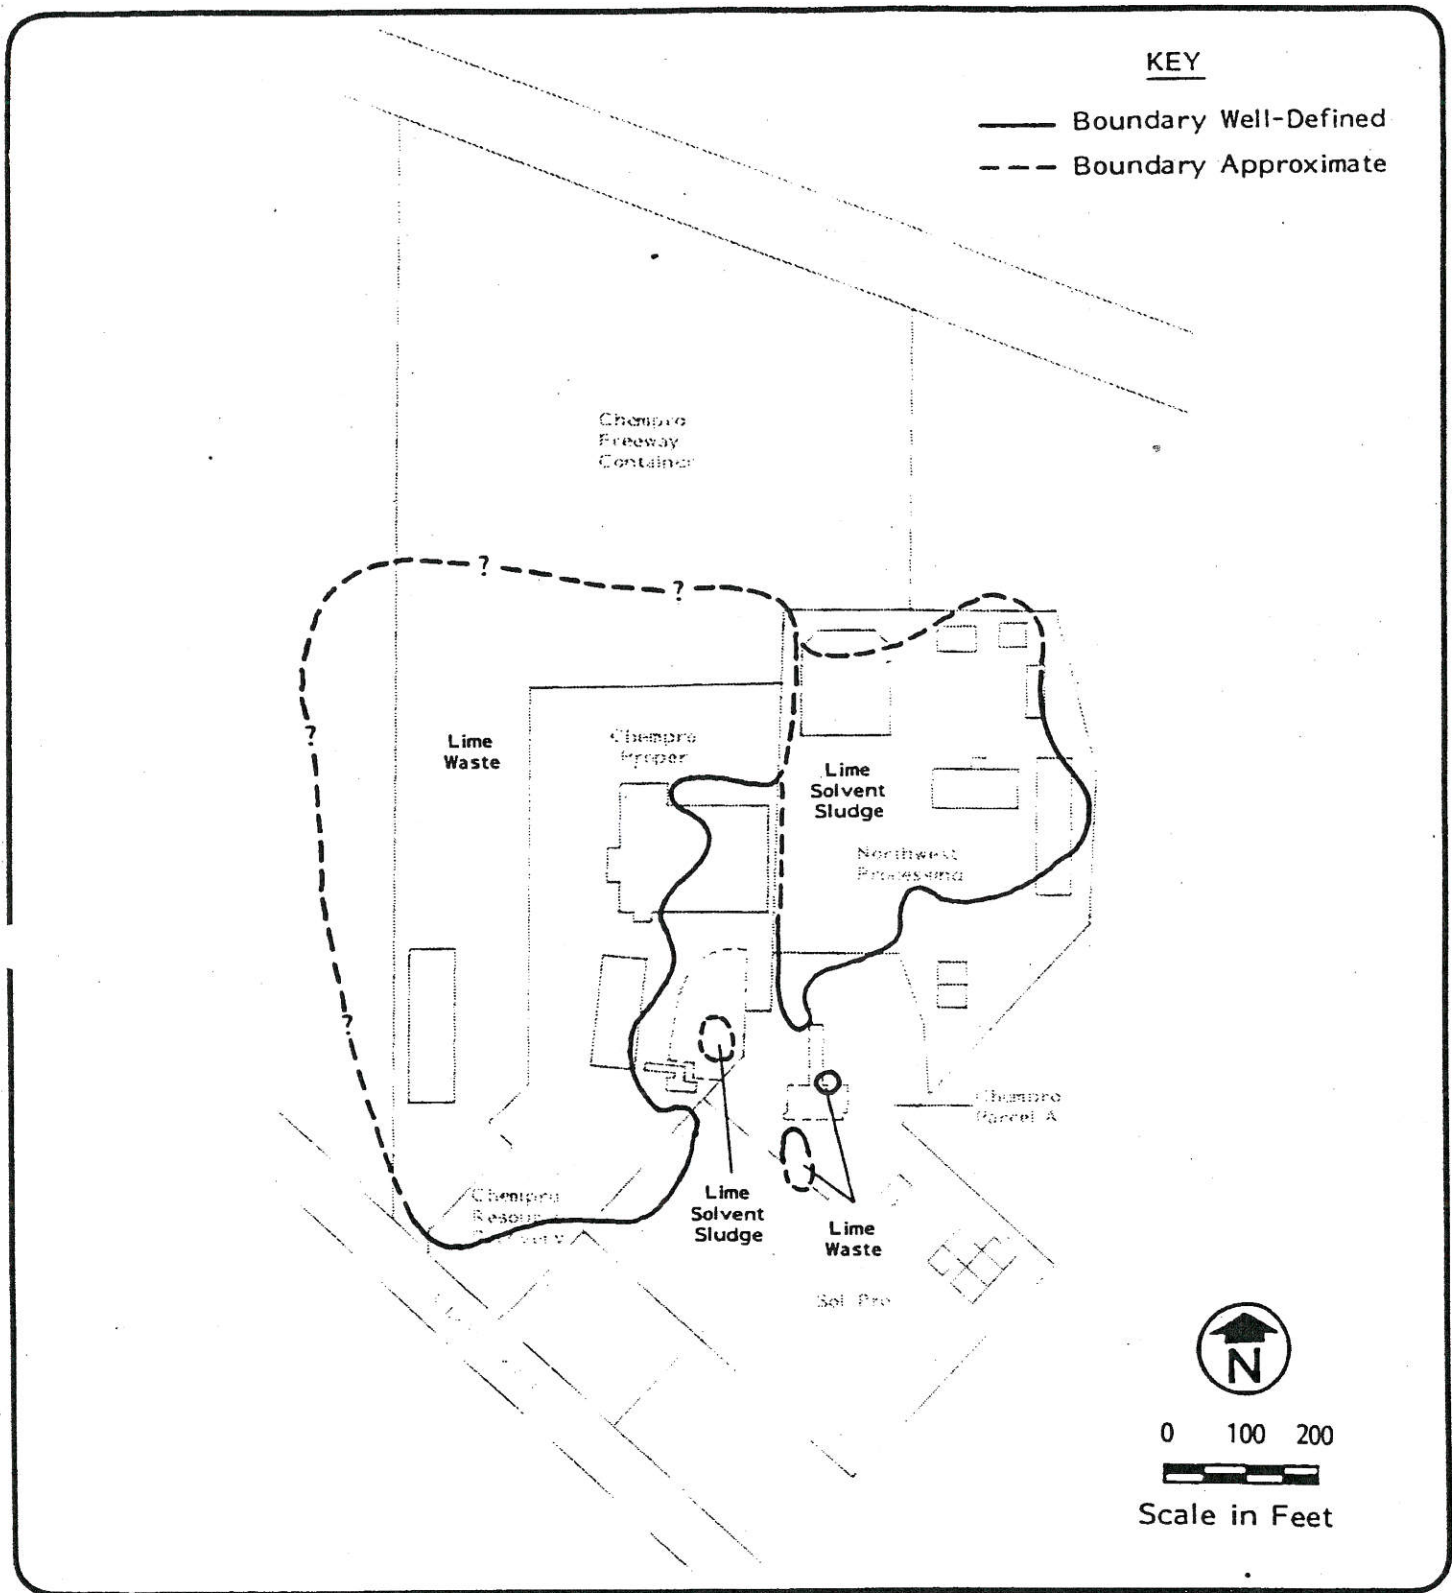 KEY
Boundary Well-Defined
Boundary Approximate
Chempro
Freeway
Container
?
?
?
?
Lime
Waste
Chempro
Proper
Lime
Solvent
Sludge
Northwest
Processing
Chempro
Parcel A
Chempro
Lime
Solvent
Sludge
Lime
Waste
Sol Pro
N
0 100 200
Scale in Feet